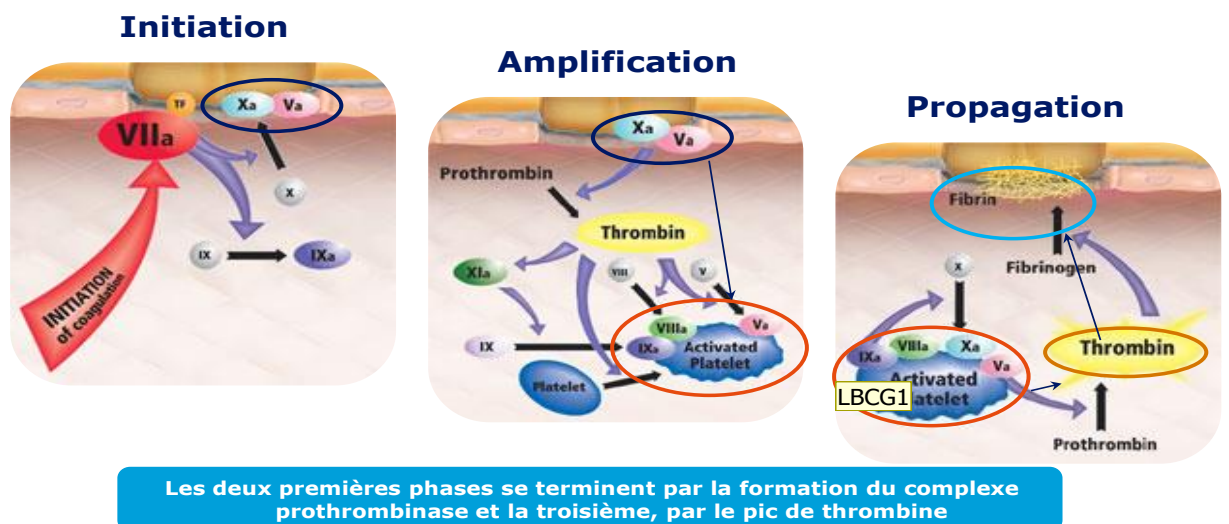 Initiation
TF
Xa
Va
VIIa
X
IX
IXa
INITIATION
of coagulation
Amplification
Xa
Va
Prothrombin
Thrombin
XIa
VIII
V
VIIIa
Va
IX
IXa
Activated
Platelet
Platelet
Propagation
Fibrin
X
Fibrinogen
IXa
VIIIa
Xa
Va
Thrombin
Activated
LBCG1
latelet
Prothrombin
Les deux premières phases se terminent par la formation du complexe
prothrombinase et la troisième, par le pic de thrombine